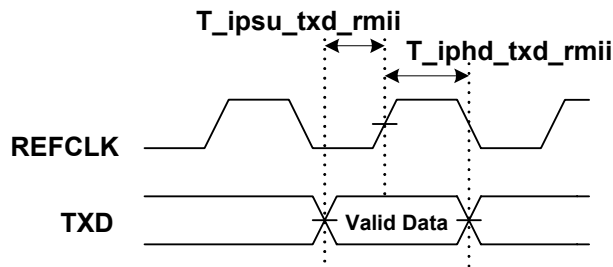 T_ipsu_txd_rmii
T_iphd_txd_rmii
REFCLK
TXD
Valid Data